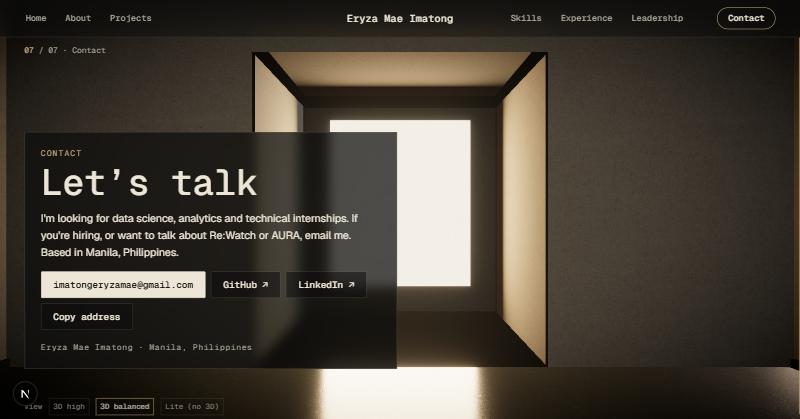 Home About Projects Eryza Mae Imatong Skills Experience Leadership Contact
07 / 07 · Contact
CONTACT
Let’s talk
I'm looking for data science, analytics and technical internships. If
you're hiring, or want to talk about Re:Watch or AURA, email me.
Based in Manila, Philippines.
imatongeryzamae@gmail.com GitHub ↗ LinkedIn ↗
Copy address
Eryza Mae Imatong · Manila, Philippines
N
View 3D high 3D balanced Lite (no 3D)